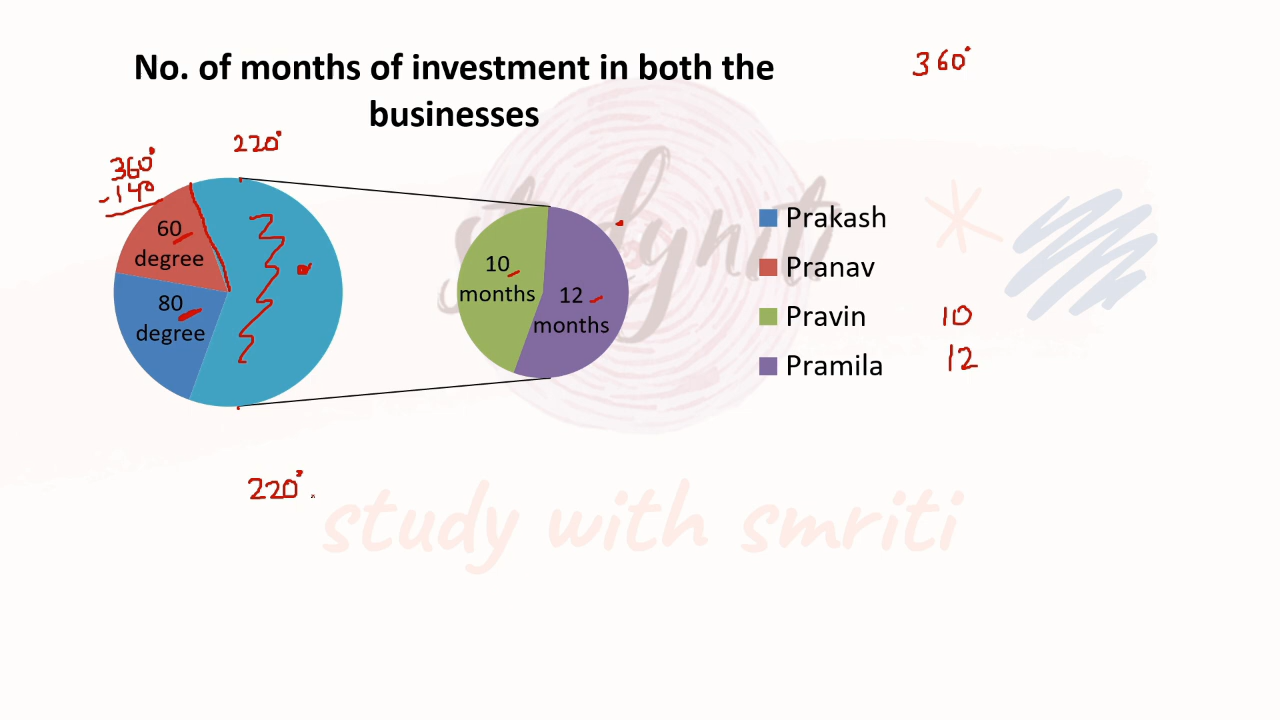 No. of months of investment in both the
businesses
360°
220°
360°
-140
60
degree
80
degree
10
months
12
months
Prakash
Pranav
Pravin 10
Pramila 12
220°
studyniti
study with smriti